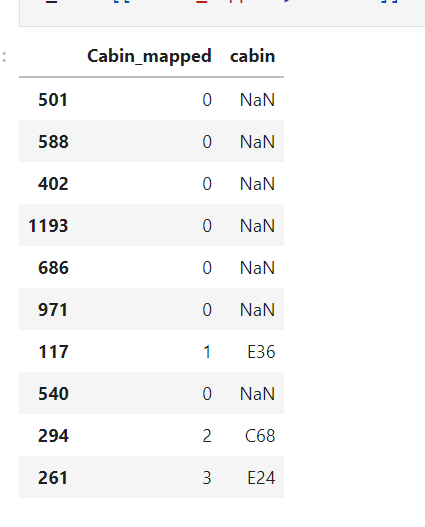 :
Cabin_mapped cabin
501 0 NaN
588 0 NaN
402 0 NaN
1193 0 NaN
686 0 NaN
971 0 NaN
117 1 E36
540 0 NaN
294 2 C68
261 3 E24